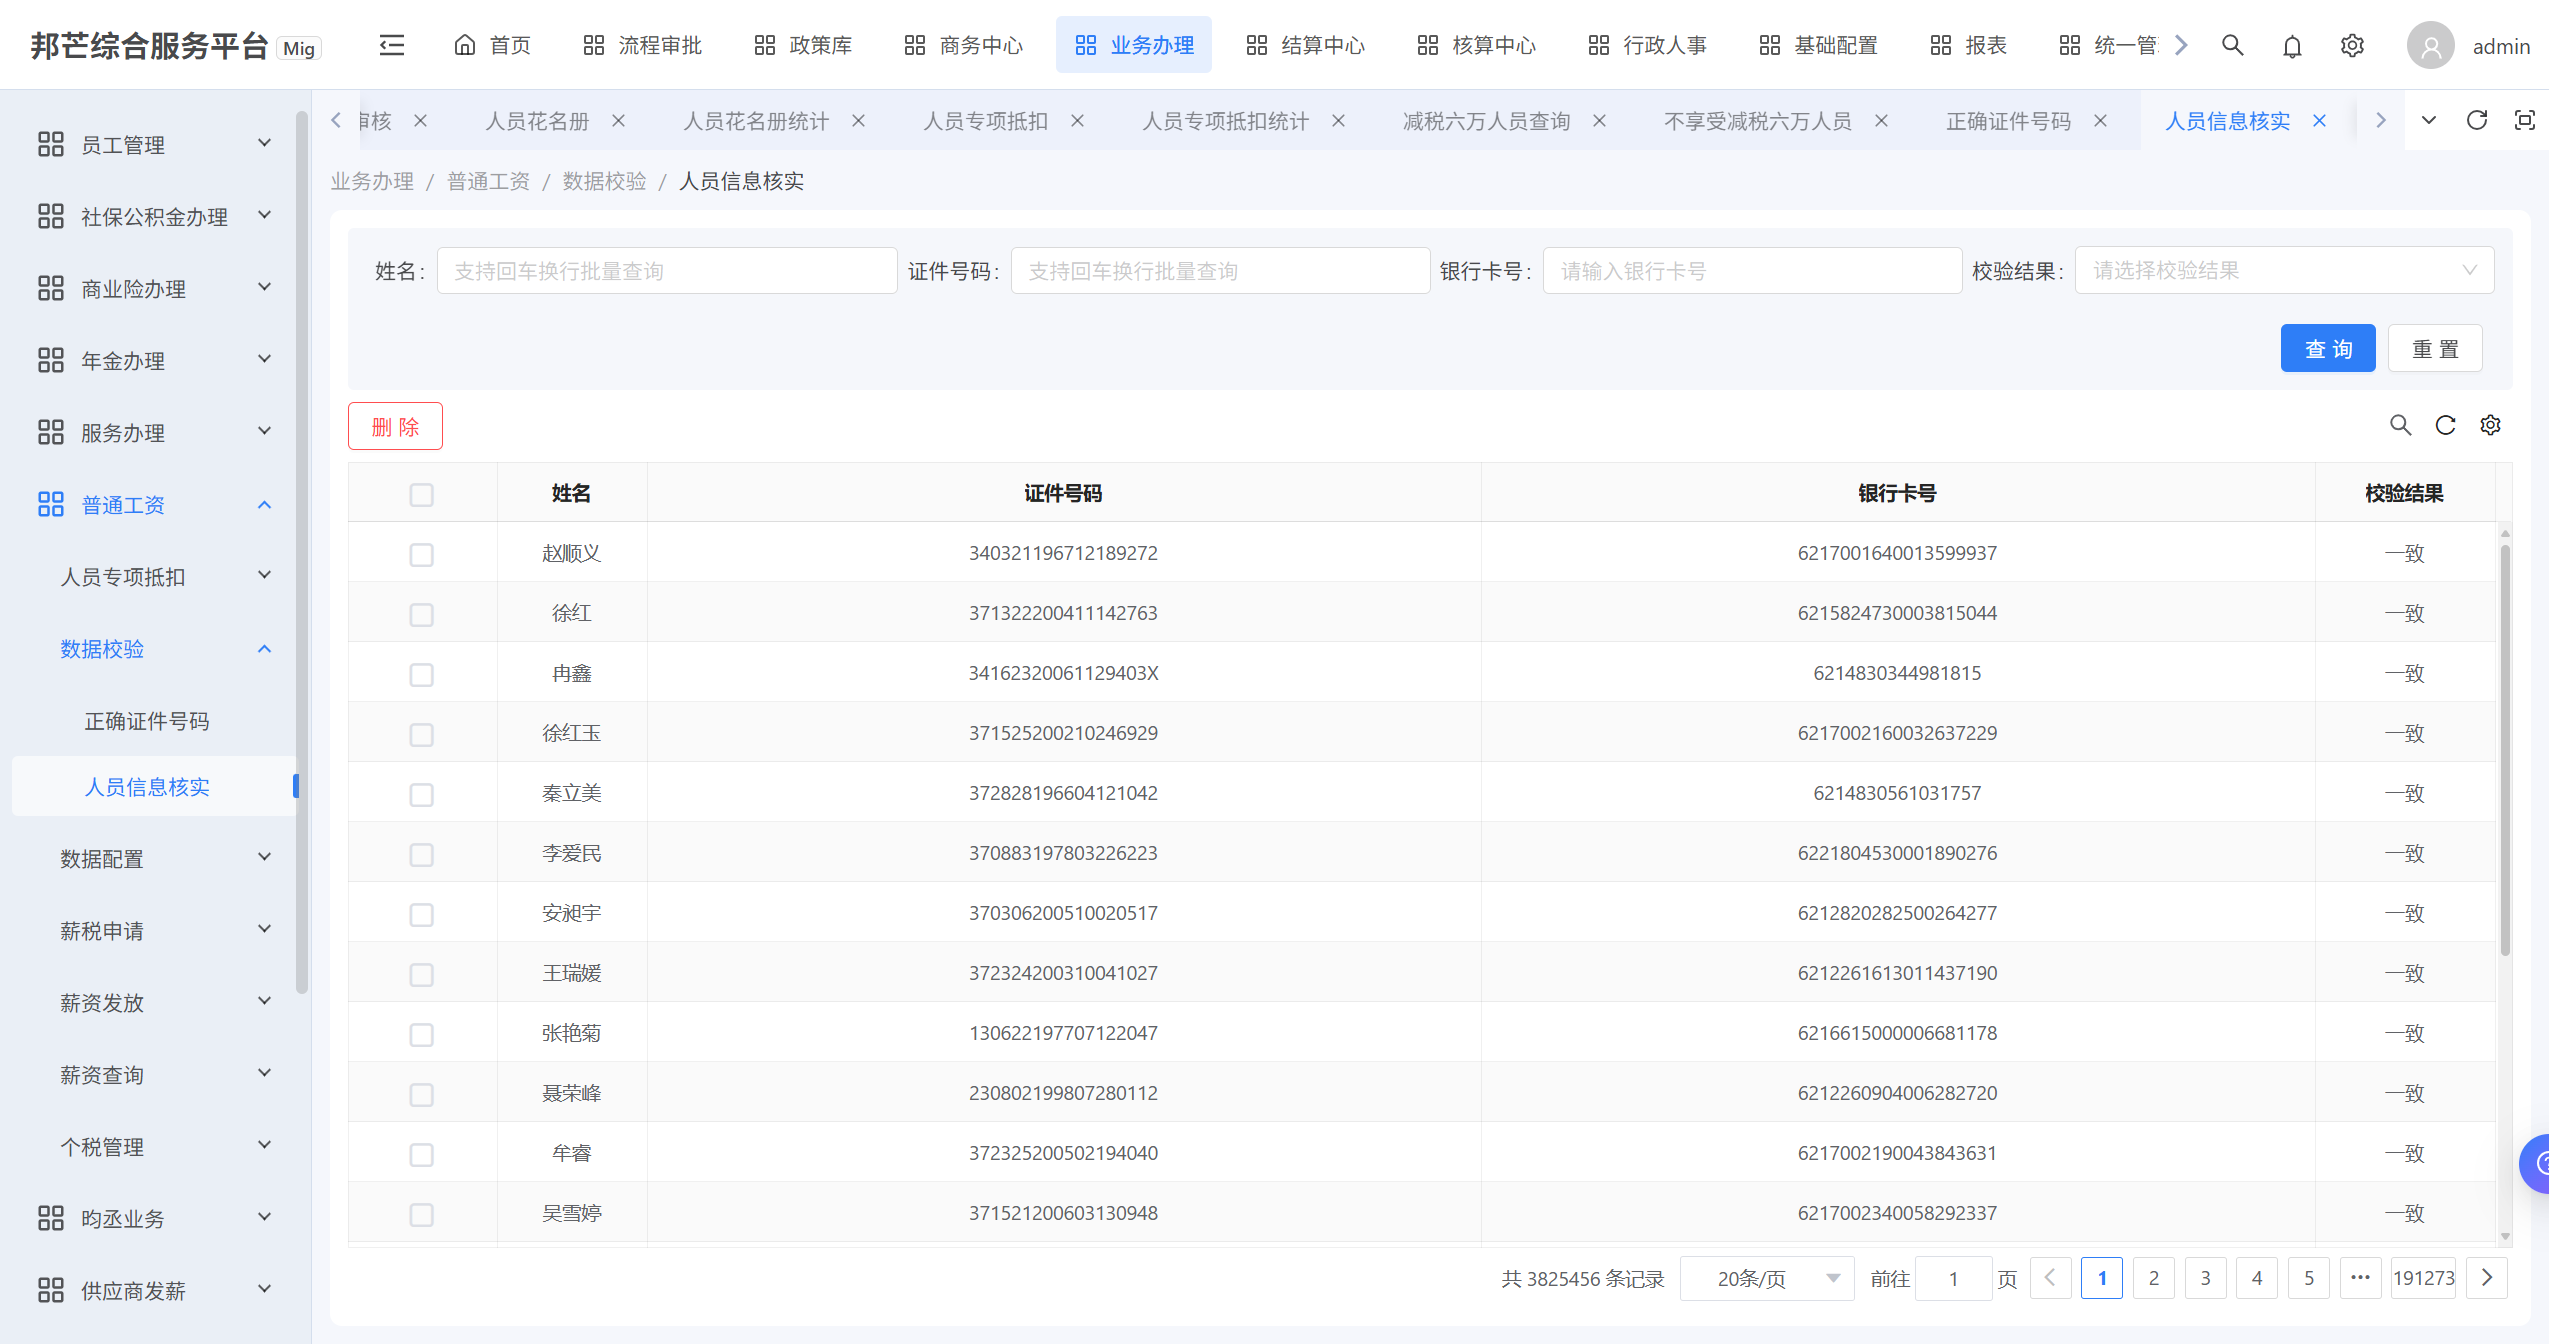 邦芒综合服务平台 Mig 首页 流程审批 政策库 商务中心 业务办理 结算中心 核算中心 行政人事 基础配置 报表 统一管 admin
员工管理
社保公积金办理
商业险办理
年金办理
服务办理
普通工资
人员专项抵扣
数据校验
正确证件号码
人员信息核实
数据配置
薪税申请
薪资发放
薪资查询
个税管理
昀丞业务
供应商发薪
审核 人员花名册 人员花名册统计 人员专项抵扣 人员专项抵扣统计 减税六万人员查询 不享受减税六万人员 正确证件号码 人员信息核实
业务办理 / 普通工资 / 数据校验 / 人员信息核实
姓名: 支持回车换行批量查询 证件号码: 支持回车换行批量查询 银行卡号: 请输入银行卡号 校验结果: 请选择校验结果
查询 重置
删除
姓名 证件号码 银行卡号 校验结果
赵顺义 340321196712189272 6217001640013599937 一致
徐红 371322200411142763 6215824730003815044 一致
冉鑫 34162320061129403X 6214830344981815 一致
徐红玉 371525200210246929 6217002160032637229 一致
秦立美 372828196604121042 6214830561031757 一致
李爱民 370883197803226223 6221804530001890276 一致
安昶宇 370306200510020517 6212820282500264277 一致
王瑞媛 372324200310041027 6212261613011437190 一致
张艳菊 130622197707122047 6216615000006681178 一致
聂荣峰 230802199807280112 6212260904006282720 一致
牟睿 372325200502194040 6217002190043843631 一致
吴雪婷 371521200603130948 6217002340058292337 一致
共 3825456 条记录 20条/页 前往 1 页 1 2 3 4 5 ••• 191273